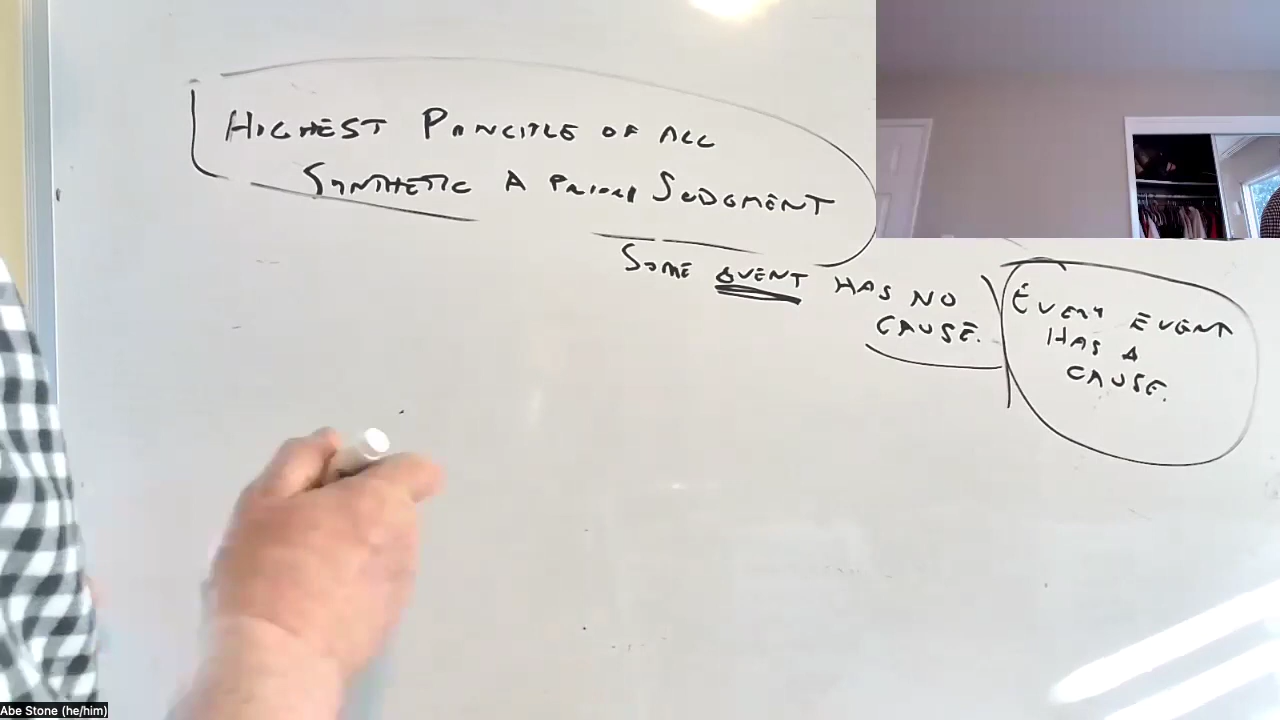 HIGHEST PRINCIPLE OF ALL
SYNTHETIC A PRIORI JUDGMENT
SOME EVENT HAS NO
CAUSE.
EVERY EVENT
HAS A
CAUSE.
Abe Stone (he/him)